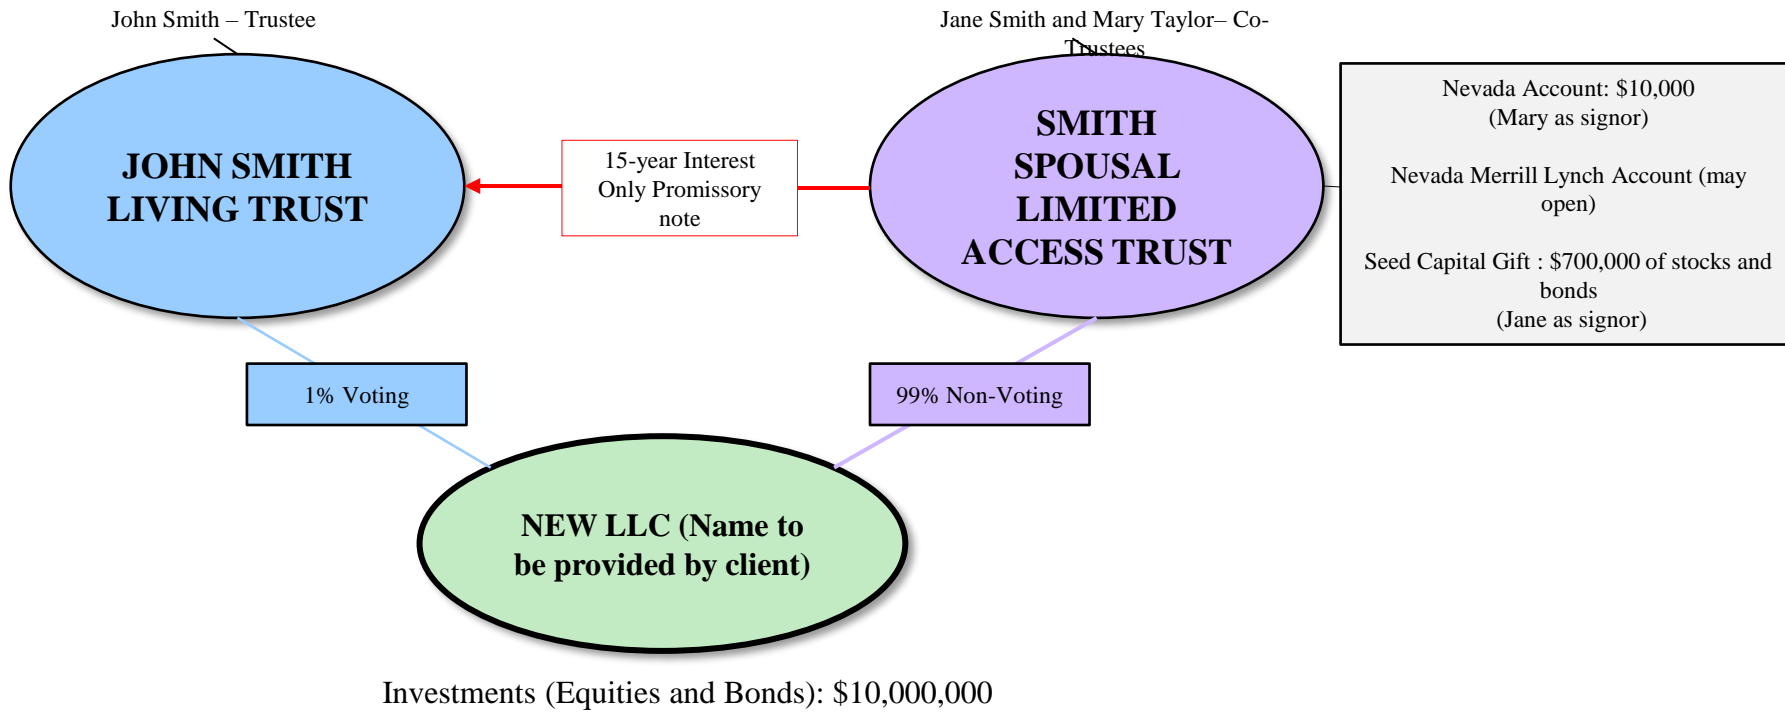 John Smith – Trustee
Jane Smith and Mary Taylor– Co-
Trustees
JOHN SMITH
LIVING TRUST
15-year Interest
Only Promissory
note
SMITH
SPOUSAL
LIMITED
ACCESS TRUST
Nevada Account: $10,000
(Mary as signor)
Nevada Merrill Lynch Account (may
open)
Seed Capital Gift : $700,000 of stocks and
bonds
(Jane as signor)
1% Voting
99% Non-Voting
NEW LLC (Name to
be provided by client)
Investments (Equities and Bonds): $10,000,000